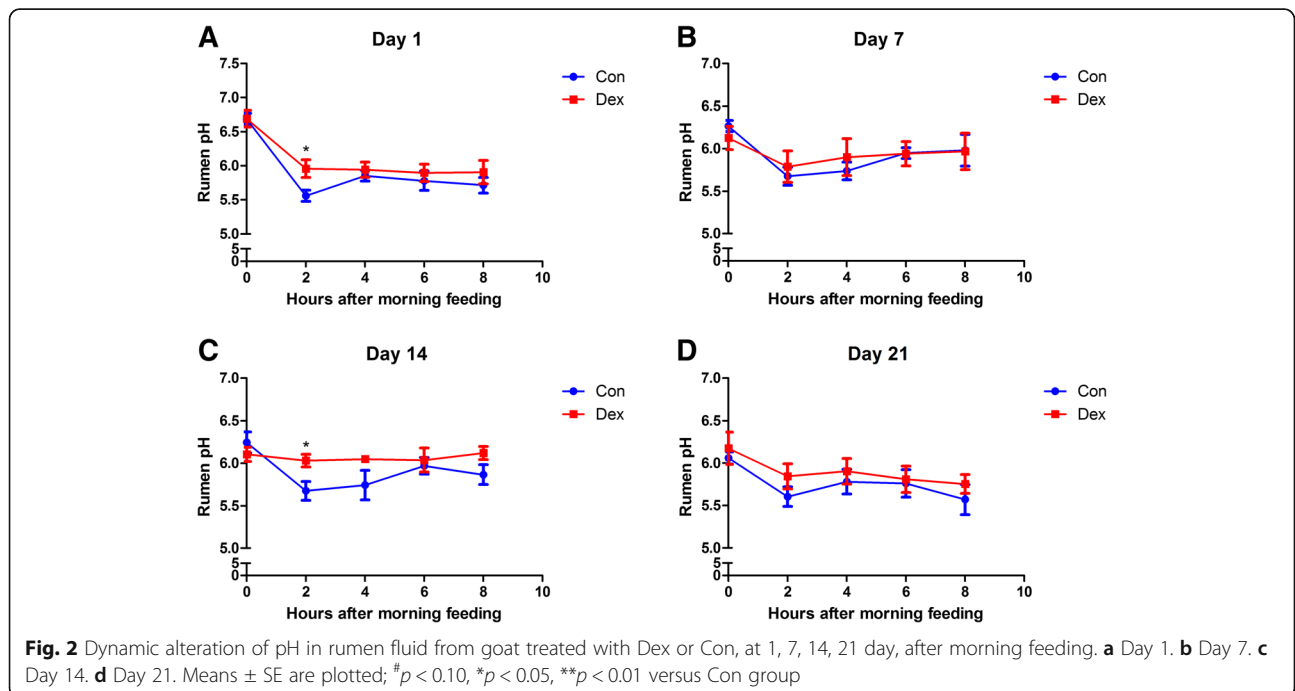 A
Day 1
7.5
7.0
6.5
6.0
5.5
5.0
5
0
Rumen pH
*
0 2 4 6 8 10
Hours after morning feeding
Con
Dex
B
Day 7
7.0
6.5
6.0
5.5
5.0
5
0
Rumen pH
0 2 4 6 8 10
Hours after morning feeding
Con
Dex
C
Day 14
7.0
6.5
6.0
5.5
5.0
5
0
Rumen pH
*
0 2 4 6 8 10
Hours after morning feeding
Con
Dex
D
Day 21
7.0
6.5
6.0
5.5
5.0
5
0
Rumen pH
0 2 4 6 8 10
Hours after morning feeding
Con
Dex
Fig. 2 Dynamic alteration of pH in rumen fluid from goat treated with Dex or Con, at 1, 7, 14, 21 day, after morning feeding. a Day 1. b Day 7. c
Day 14. d Day 21. Means ± SE are plotted; #p < 0.10, *p < 0.05, **p < 0.01 versus Con group